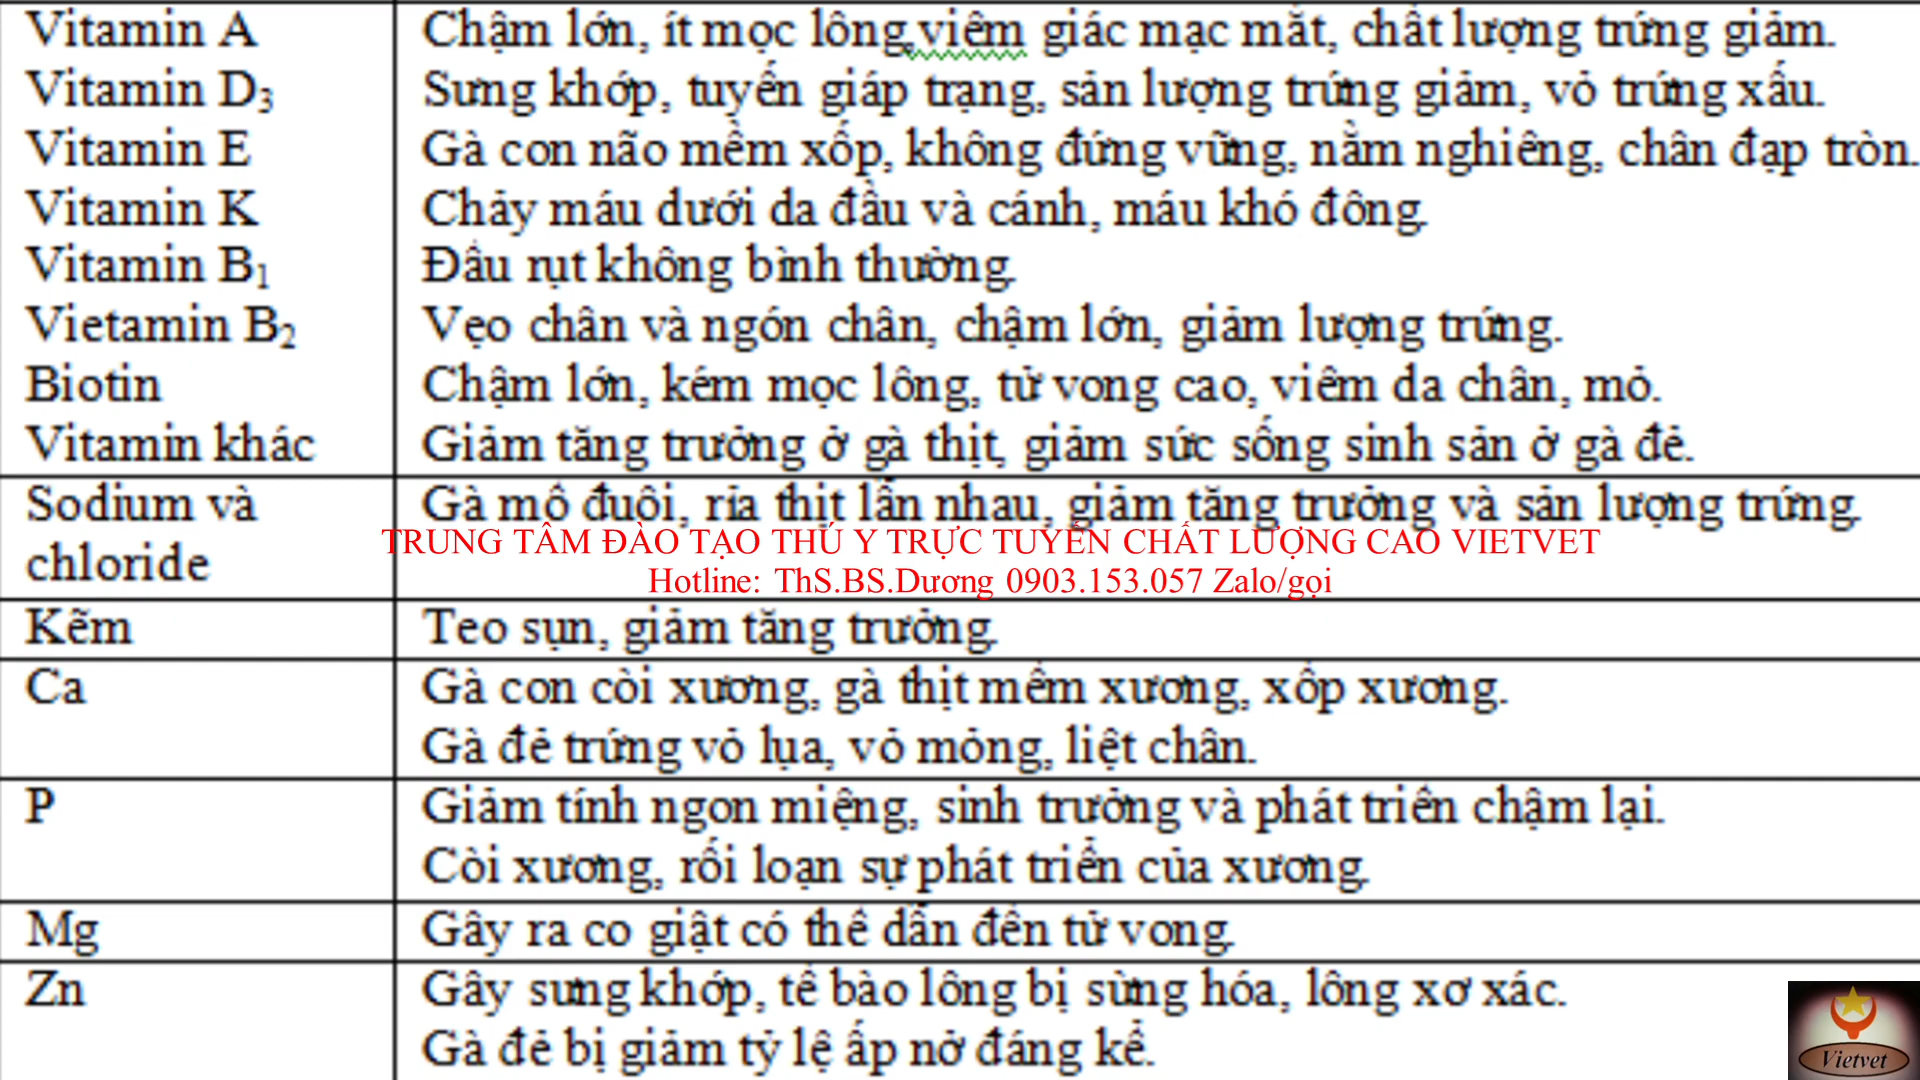 Vitamin A Chậm lớn, ít mọc lông,viêm giác mạc mắt, chất lượng trứng giảm.
Vitamin D3 Sưng khớp, tuyến giáp trạng, sản lượng trứng giảm, vỏ trứng xấu.
Vitamin E Gà con não mềm xốp, không đứng vững, nằm nghiêng, chân đạp tròn.
Vitamin K Chảy máu dưới da đầu và cánh, máu khó đông.
Vitamin B1 Đầu rụt không bình thường.
Vietamin B2 Vẹo chân và ngón chân, chậm lớn, giảm lượng trứng.
Biotin Chậm lớn, kém mọc lông, tử vong cao, viêm da chân, mỏ.
Vitamin khác Giảm tăng trưởng ở gà thịt, giảm sức sống sinh sản ở gà đẻ.
Sodium và Gà mổ đuôi, rỉa thịt lẫn nhau, giảm tăng trưởng và sản lượng trứng.
TRUNG TÂM ĐÀO TẠO THÚ Y TRỰC TUYẾN CHẤT LƯỢNG CAO VIETVET
chloride
Hotline: ThS.BS.Dương 0903.153.057 Zalo/gọi
Kẽm Teo sụn, giảm tăng trưởng.
Ca Gà con còi xương, gà thịt mềm xương, xốp xương.
Gà đẻ trứng vỏ lụa, vỏ mỏng, liệt chân.
P Giảm tính ngon miệng, sinh trưởng và phát triển chậm lại.
Còi xương, rối loạn sự phát triển của xương.
Mg Gây ra co giật có thể dẫn đến tử vong.
Zn Gây sưng khớp, tế bào lông bị sừng hóa, lông xơ xác.
Gà đẻ bị giảm tỷ lệ ấp nở đáng kể.
Vietvet